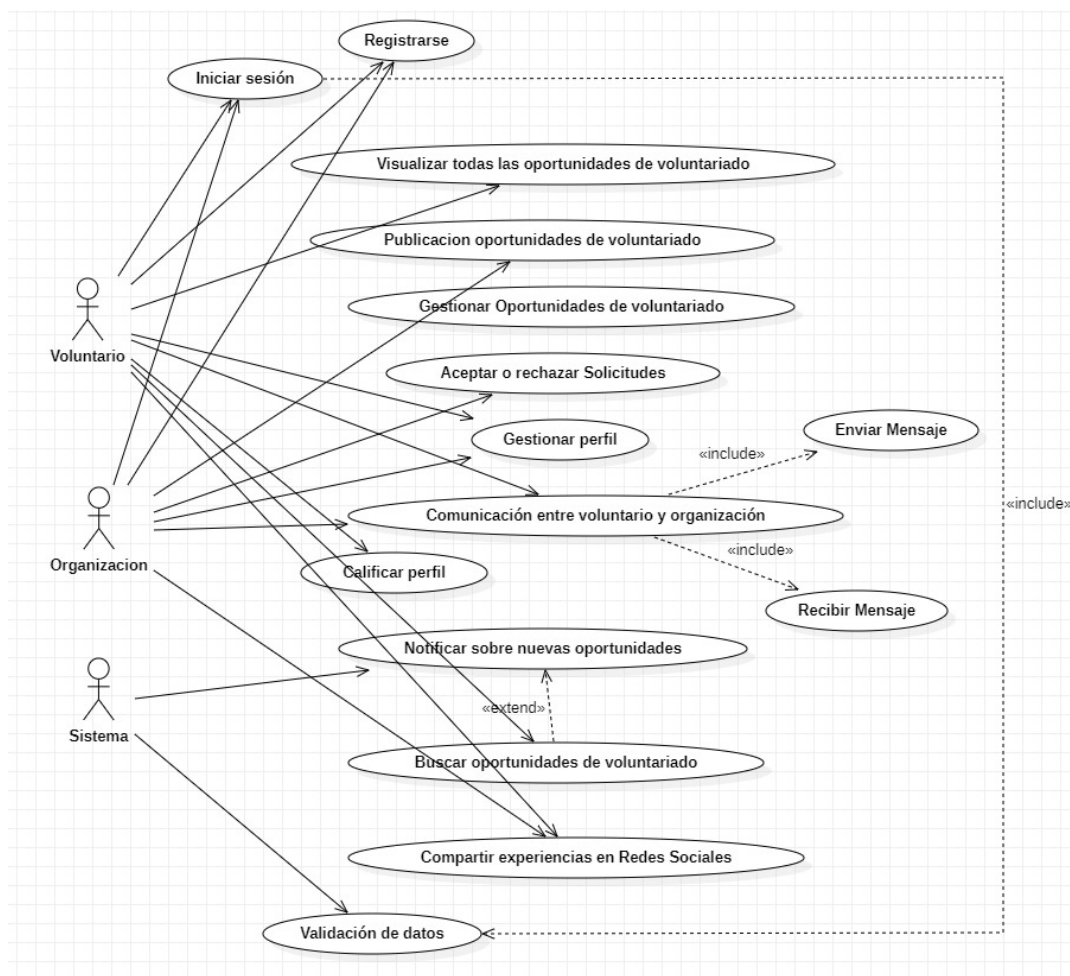 Registrarse
Iniciar sesión
Visualizar todas las oportunidades de voluntariado
Publicacion oportunidades de voluntariado
Gestionar Oportunidades de voluntariado
Voluntario
Aceptar o rechazar Solicitudes
Enviar Mensaje
Gestionar perfil
«include»
«include»
Comunicación entre voluntario y organización
«include»
Organizacion
Calificar perfil
Recibir Mensaje
Notificar sobre nuevas oportunidades
«extend»
Sistema
Buscar oportunidades de voluntariado
Compartir experiencias en Redes Sociales
Validación de datos